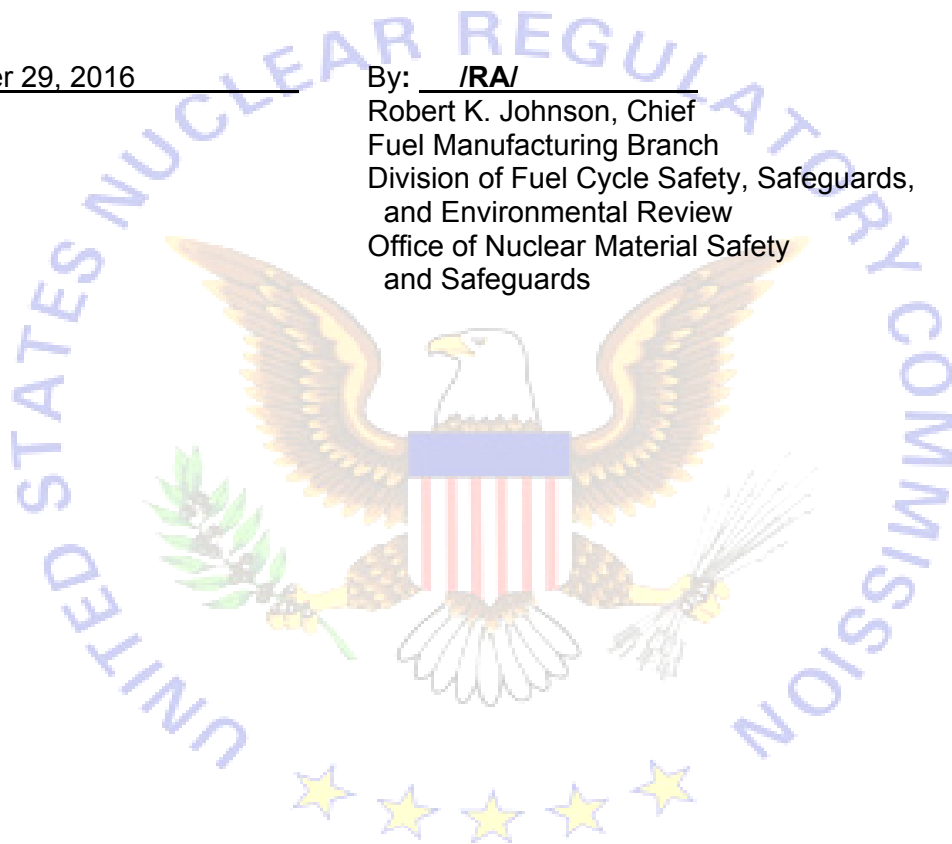 er 29, 2016 By: /RA/
Robert K. Johnson, Chief
Fuel Manufacturing Branch
Division of Fuel Cycle Safety, Safeguards,
and Environmental Review
Office of Nuclear Material Safety
and Safeguards
UNITED STATES NUCLEAR REGULATORY COMMISSION